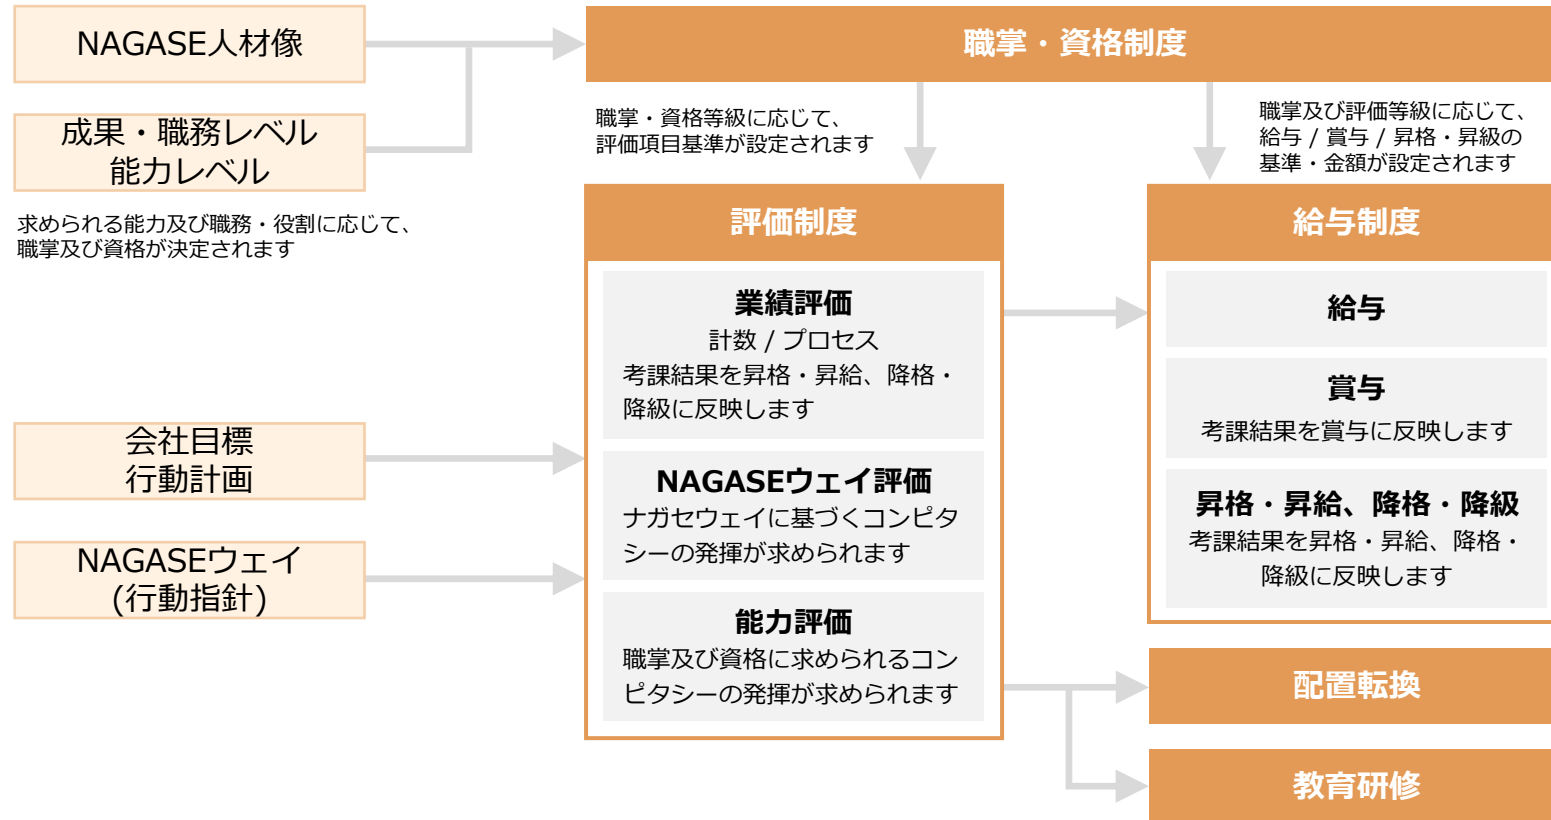 NAGASE人材像
職掌・資格制度
成果・職務レベル
能力レベル
求められる能力及び職務・役割に応じて、
職掌及び資格が決定されます
職掌・資格等級に応じて、
評価項目基準が設定されます
職掌及び評価等級に応じて、
給与 / 賞与 / 昇格・昇級の
基準・金額が設定されます
評価制度
業績評価
計数 / プロセス
考課結果を昇格・昇給、降格・
降級に反映します
NAGASEウェイ評価
ナガセウェイに基づくコンピタ
シーの発揮が求められます
能力評価
職掌及び資格に求められるコン
ピタシーの発揮が求められます
会社目標
行動計画
NAGASEウェイ
(行動指針)
給与制度
給与
賞与
考課結果を賞与に反映します
昇格・昇給、降格・降級
考課結果を昇格・昇給、降格・
降級に反映します
配置転換
教育研修